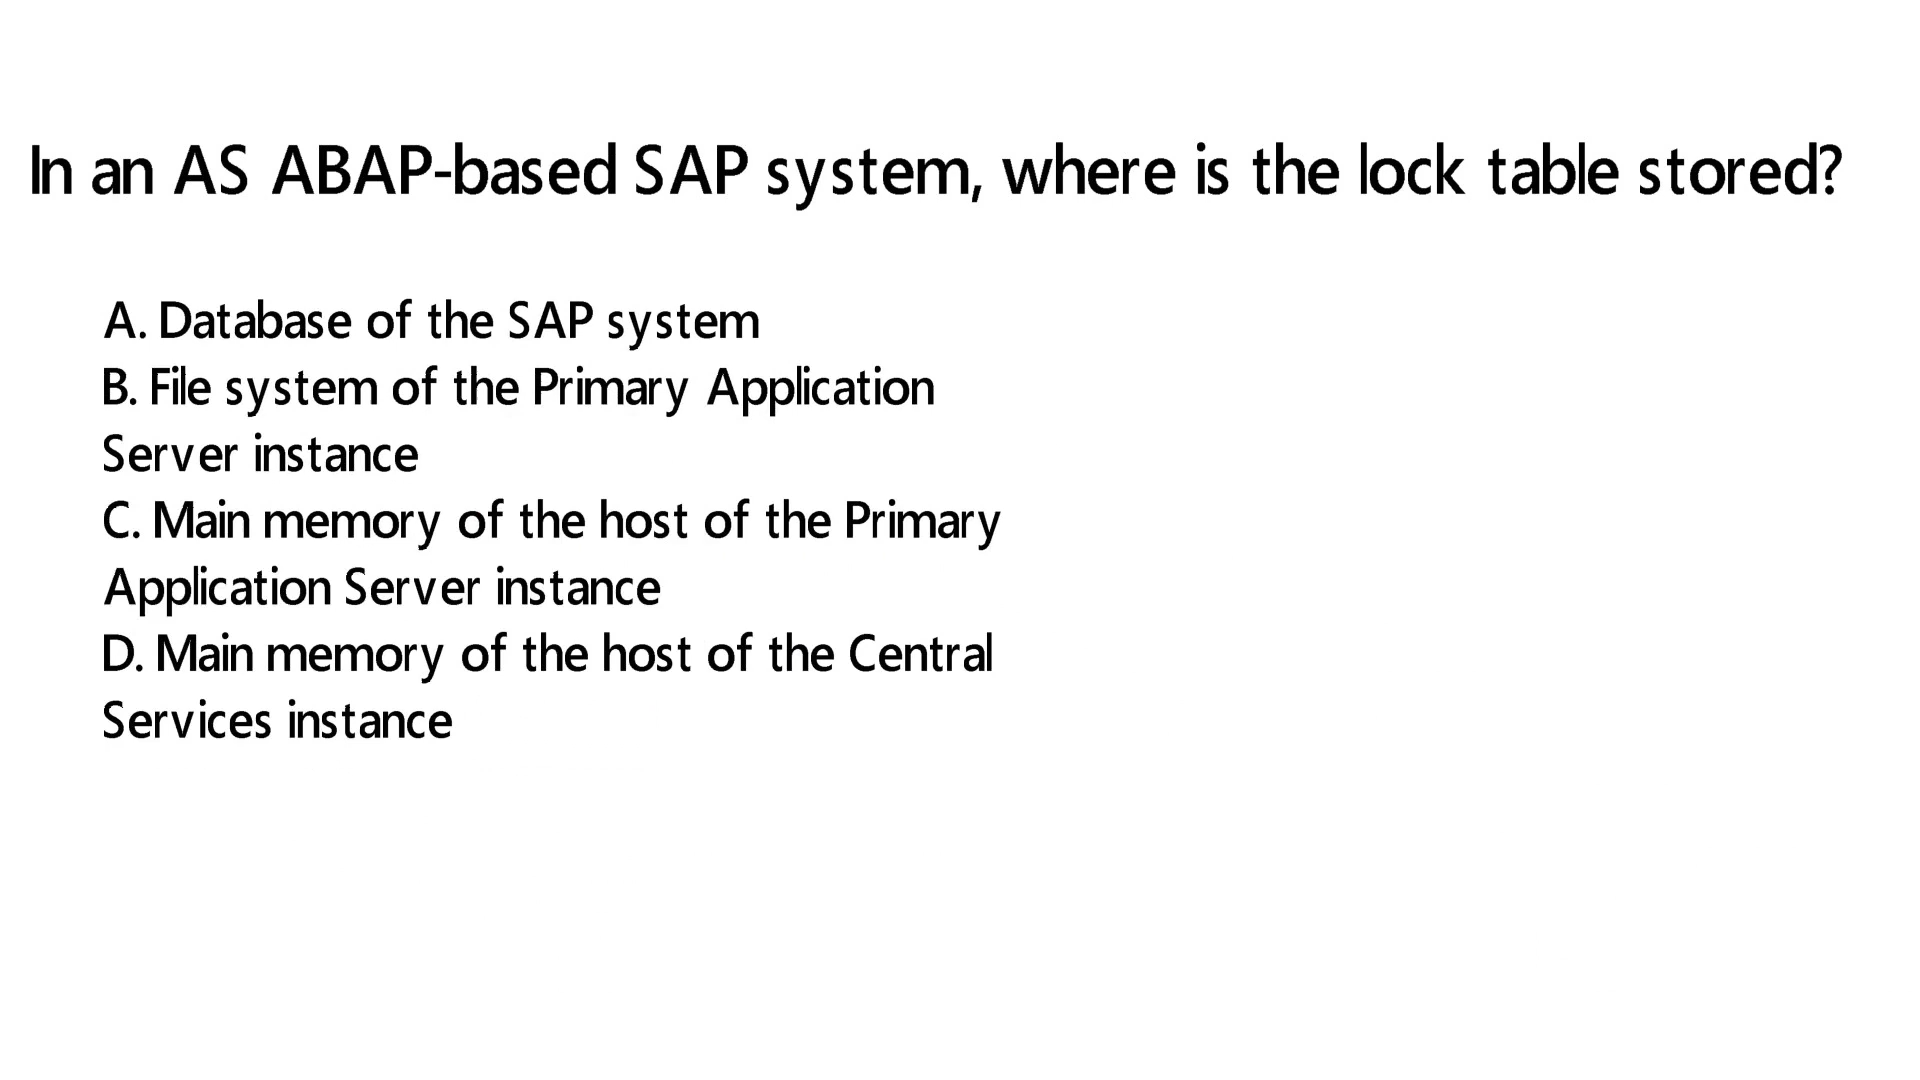 In an AS ABAP-based SAP system, where is the lock table stored?
A. Database of the SAP system
B. File system of the Primary Application
Server instance
C. Main memory of the host of the Primary
Application Server instance
D. Main memory of the host of the Central
Services instance